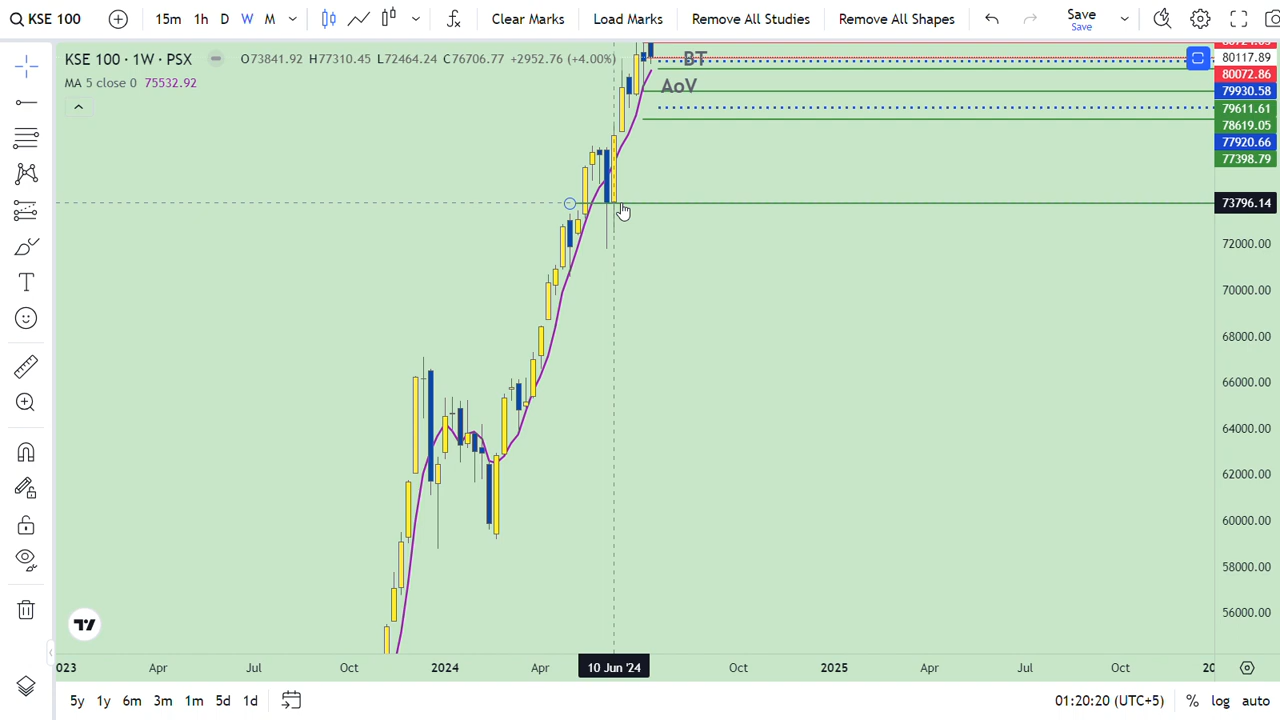 KSE 100 15m 1h D W M Clear Marks Load Marks Remove All Studies Remove All Shapes Save
Save
KSE 100 · 1W · PSX O73841.92 H77310.45 L72464.24 C76706.77 +2952.76 (+4.00%)
MA 5 close 0 75532.92
BT
AoV
80117.89
80072.86
79930.58
79611.61
78619.05
77920.66
77398.79
73796.14
72000.00
70000.00
68000.00
66000.00
64000.00
62000.00
60000.00
58000.00
56000.00
023 Apr Jul Oct 2024 Apr 10 Jun '24 Oct 2025 Apr Jul Oct 20
5y 1y 6m 3m 1m 5d 1d 01:20:20 (UTC+5) % log auto